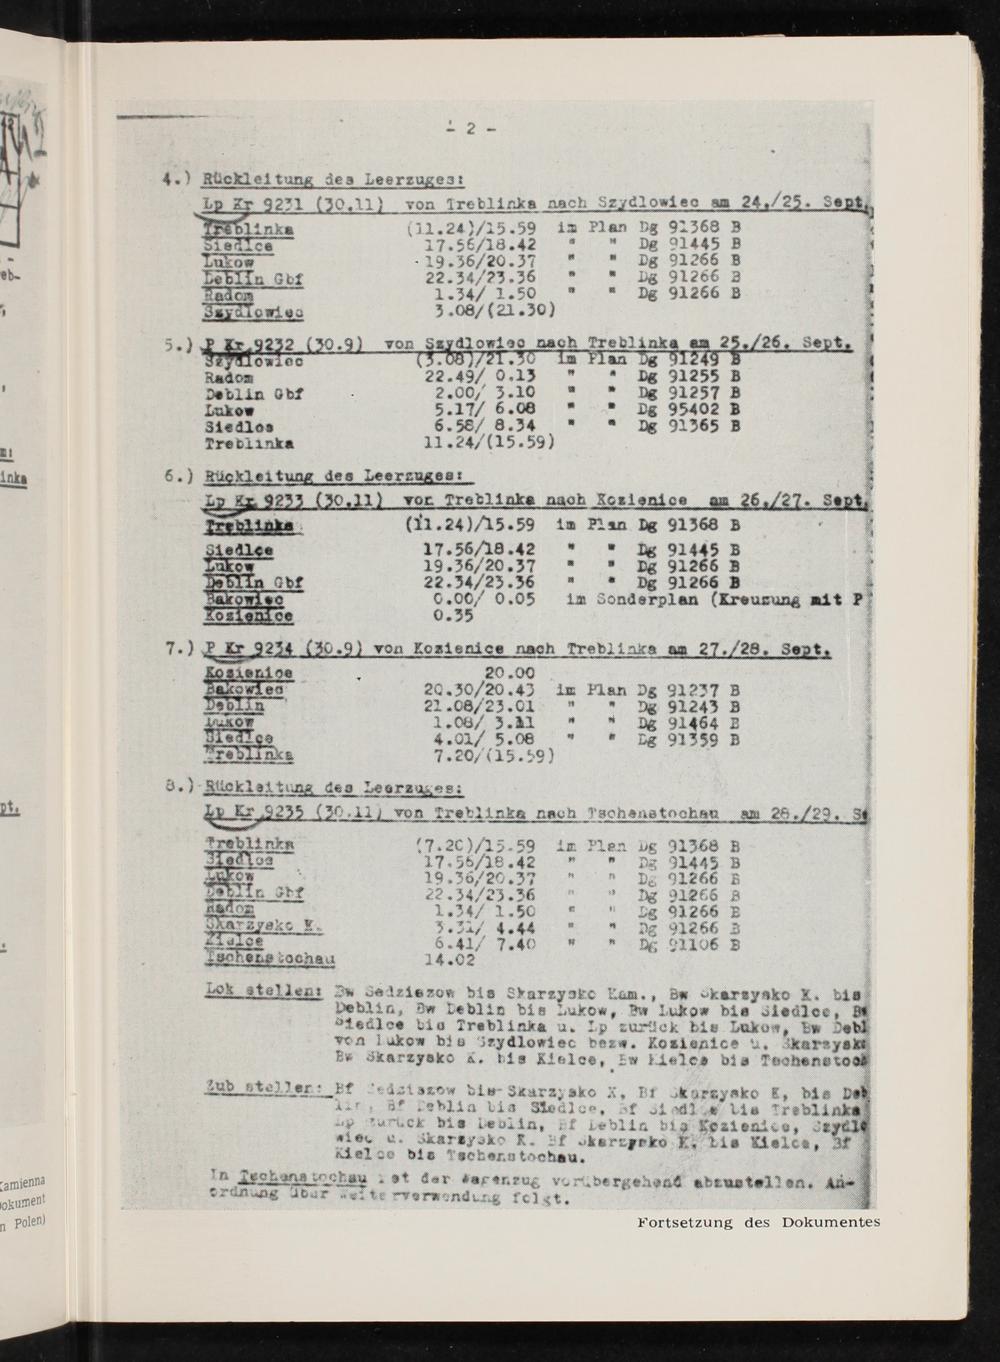 - 2 -
4.) Rückleitung des Leerzuges:
Lp Kr 9231 (30.11) von Treblinka nach Szydlowiec am 24./25. Sept.
Treblinka (11.24)/15.59 im Plan Dg 91368 B
Siedlce 17.56/18.42 " " Dg 91445 B
Lukow 19.36/20.37 " " Dg 91266 B
Deblin Gbf 22.34/23.36 " " Dg 91266 B
Radom 1.34/ 1.50 " " Dg 91266 B
Szydlowiec 3.08/(21.30)
5.) P Kr 9232 (30.9) von Szydlowiec nach Treblinka am 25./26. Sept.
Szydlowiec (3.08)/21.30 im Plan Dg 91249 B
Radom 22.49/ 0.13 " " Dg 91255 B
Deblin Gbf 2.00/ 3.10 " " Dg 91257 B
Lukow 5.17/ 6.08 " " Dg 95402 B
Siedlos 6.58/ 8.34 " " Dg 91365 B
Treblinka 11.24/(15.59)
6.) Rückleitung des Leerzuges:
Lp Kr 9233 (30.11) von Treblinka nach Kozienice am 26./27. Sept.
Treblinka (11.24)/15.59 im Plan Dg 91368 B
Siedlce 17.56/18.42 " " Dg 91445 B
Lukow 19.36/20.37 " " Dg 91266 B
Deblin Gbf 22.34/23.36 " " Dg 91266 B
Bakowiec 0.00/ 0.05 im Sonderplan (Kreuzung mit P
Kozienice 0.35
7.) P Kr 9234 (30.9) von Kozienice nach Treblinka am 27./28. Sept.
Kozienice 20.00
Bakowiec 20.30/20.43 im Plan Dg 91237 B
Deblin 21.08/23.01 " " Dg 91243 B
Lukow 1.08/ 3.11 " " Dg 91464 B
Siedlce 4.01/ 5.08 " " Dg 91359 B
Treblinka 7.20/(15.59)
8.) Rückleitung des Leerzuges:
Lp Kr 9235 (30.11) von Treblinka nach Tschenstochau am 28./29. S
Treblinka (7.20)/15.59 im Plan Dg 91368 B
Siedlos 17.56/18.42 " " Dg 91445 B
Lukow 19.36/20.37 " " Dg 91266 B
Deblin Gbf 22.34/23.36 " " Dg 91266 B
Radom 1.34/ 1.50 " " Dg 91266 B
Skarzysko K. 3.31/ 4.44 " " Dg 91266 B
Kielce 6.41/ 7.40 " " Dg 91106 B
Tschenstochau 14.02
Lok stellen: Bw Sedziszow bis Skarzysko Kam., Bw Skarzysko K. bis
Deblin, Bw Deblin bis Lukow, Bw Lukow bis Siedlce, B
Siedlce bis Treblinka u. Lp zurück bis Lukow, Bw Debl
von Lukow bis Szydlowiec bezw. Kozienice u. Skarzysk
Bw Skarzysko K. bis Kielce, Bw Kielce bis Tschenstoch
Zub stellen: Bf Sedziszow bis Skarzysko K, Bf Skarzysko K, bis Deb
lin, Bf Deblin bis Siedlce, Bf Siedlce bis Treblinka
Lp zurück bis Deblin, Bf Deblin bis Kozienice, Szydlo
wiec u. Skarzysko K. Bf Skarzysko K. bis Kielce, Bf
Kielce bis Tschenstochau.
In Tschenstochau ist der Wagenzug vorübergehend abzustellen. An-
ordnung über Weiterverwendung folgt.
Fortsetzung des Dokumentes
eb-
inka
pt.
Kamienna
okument
n Polen)